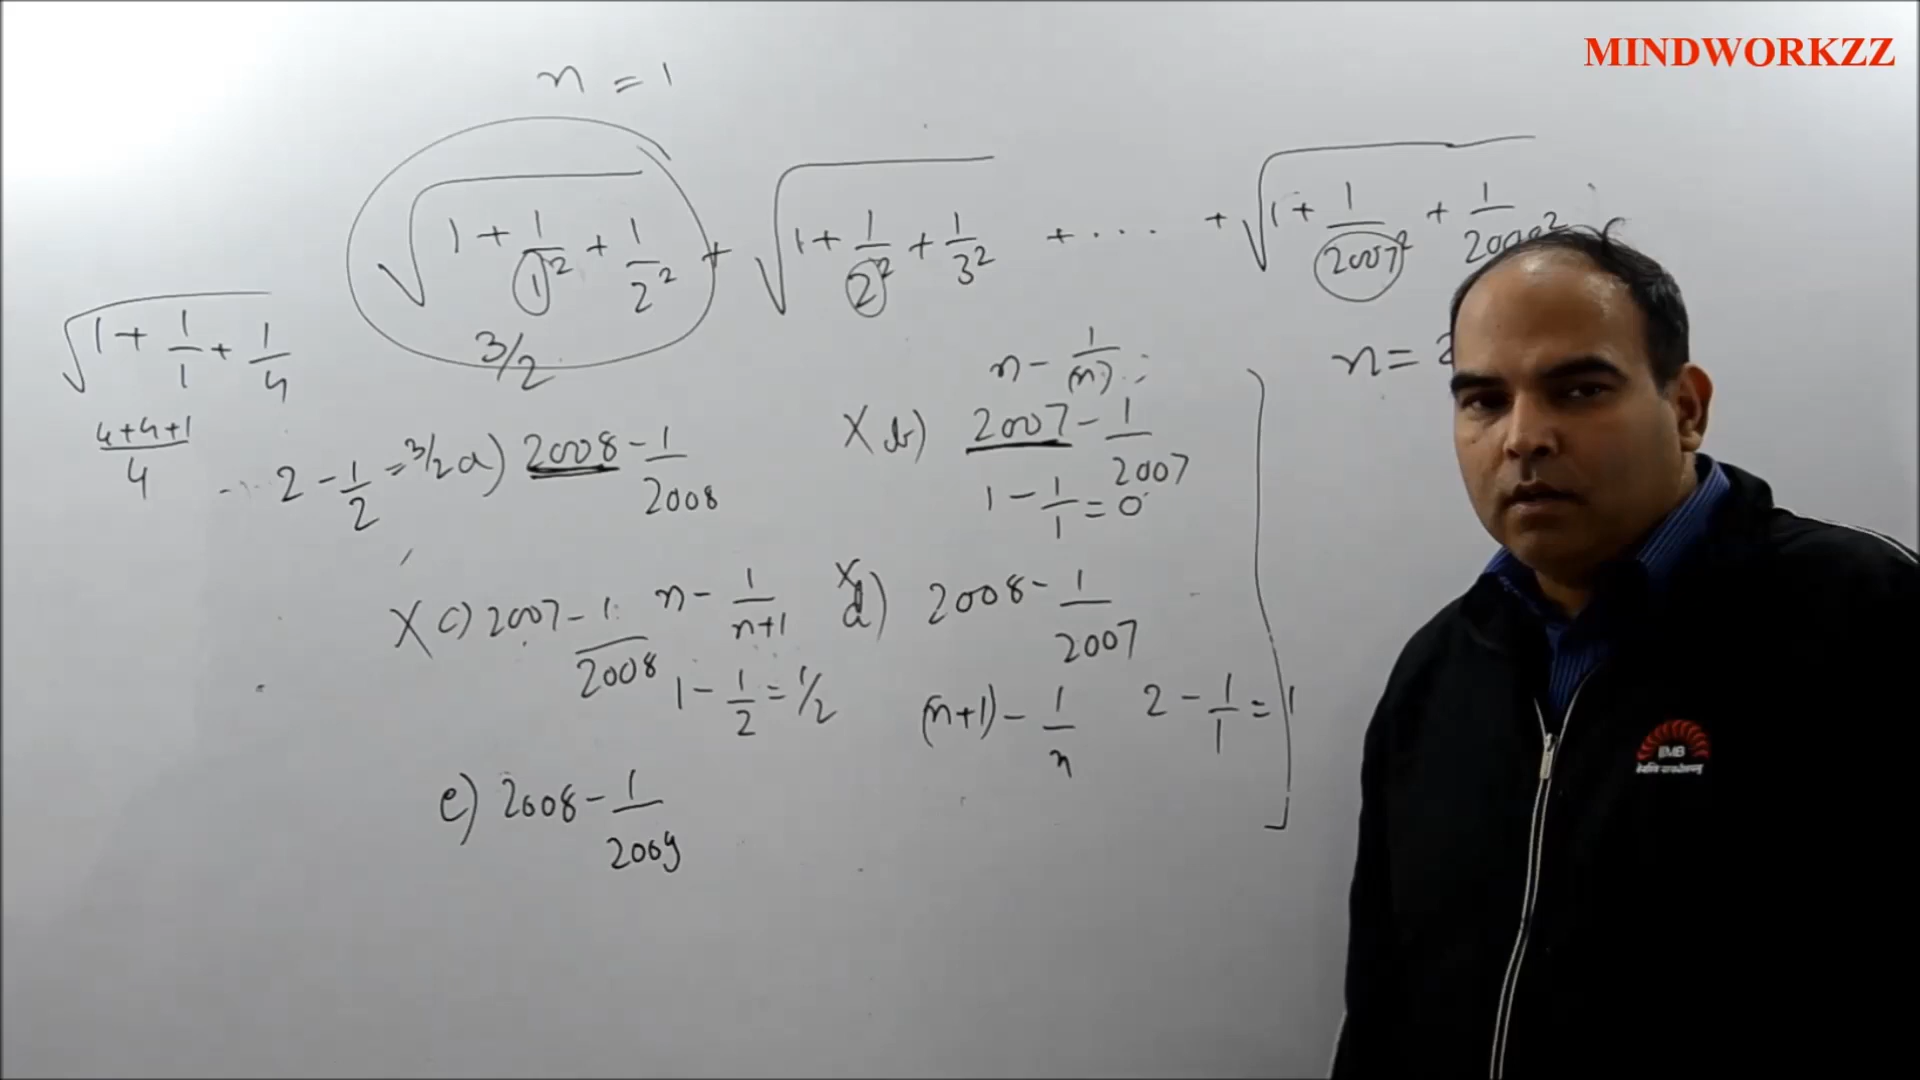 MINDWORKZZ
n = 1
√(1 + 1/1² + 1/2²) + √(1 + 1/2² + 1/3²) + ... + √(1 + 1/2007² + 1/
3/2
n =
√(1 + 1/1 + 1/4)
4+4+1/4
n - 1/(n) :
2 - 1/2 = 3/2 a) 2008 - 1/2008
X b) 2007 - 1/2007
1 - 1/1 = 0
X c) 2007 - 1/2008 n - 1/n+1
X d) 2008 - 1/2007
1 - 1/2 = 1/2
(n+1) - 1/n 2 - 1/1 = 1
e) 2008 - 1/2009
IIMB